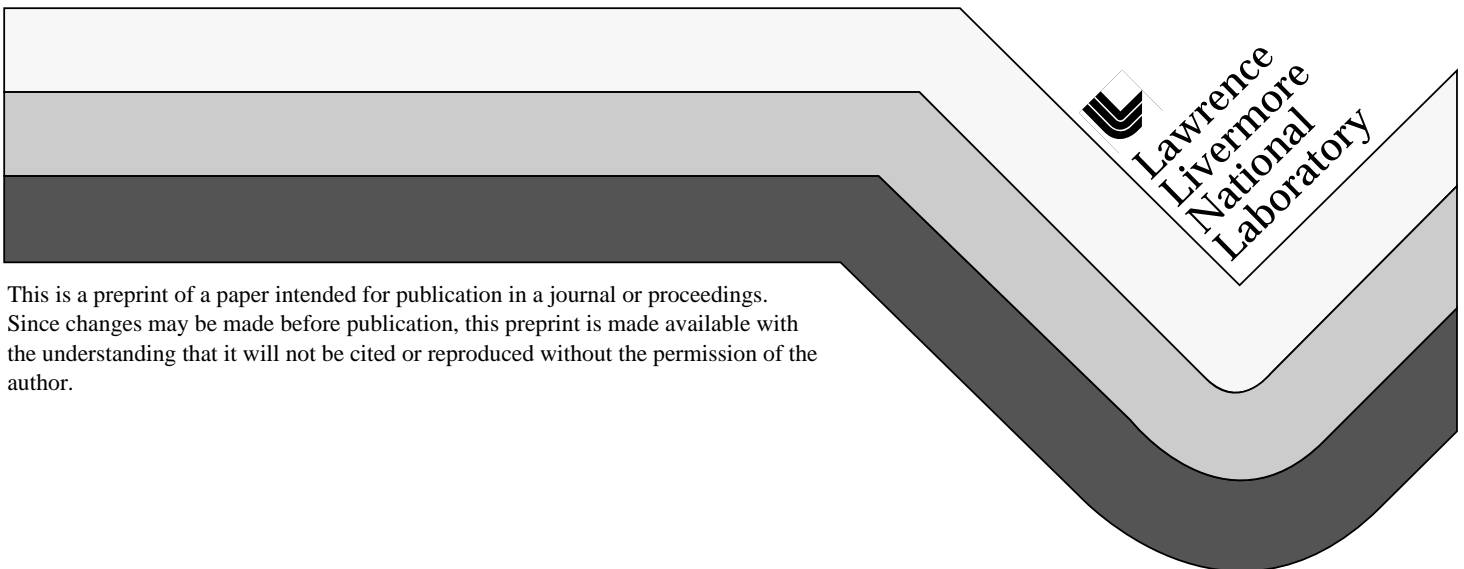 Lawrence
Livermore
National
Laboratory
This is a preprint of a paper intended for publication in a journal or proceedings.
Since changes may be made before publication, this preprint is made available with
the understanding that it will not be cited or reproduced without the permission of the
author.